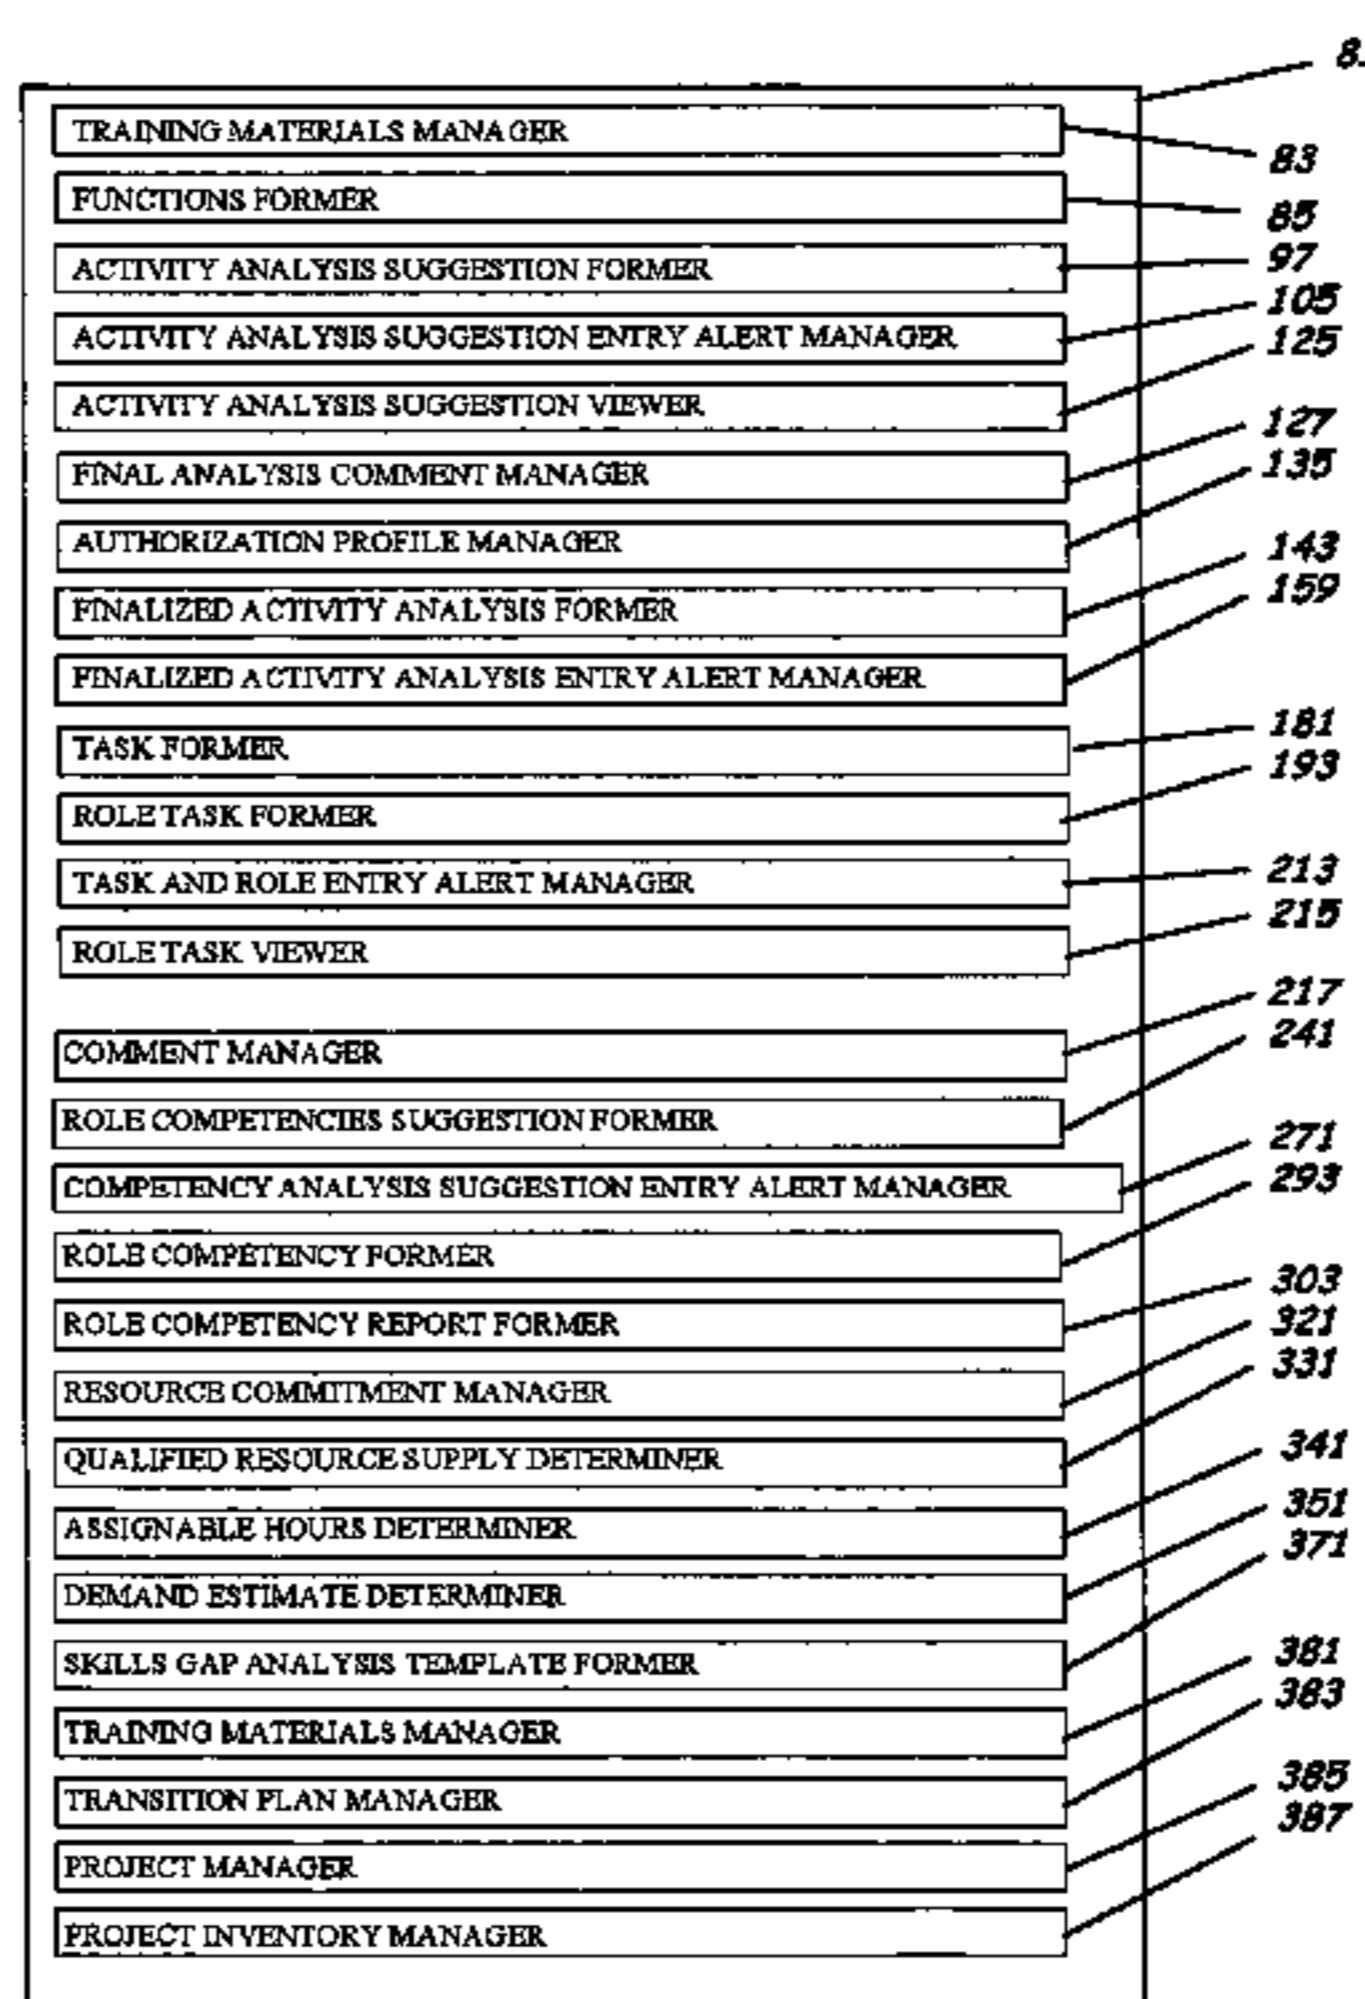 TRAINING MATERIALS MANAGER 83
FUNCTIONS FORMER 85
ACTIVITY ANALYSIS SUGGESTION FORMER 97
ACTIVITY ANALYSIS SUGGESTION ENTRY ALERT MANAGER 105
ACTIVITY ANALYSIS SUGGESTION VIEWER 125
FINAL ANALYSIS COMMENT MANAGER 127
AUTHORIZATION PROFILE MANAGER 135
FINALIZED ACTIVITY ANALYSIS FORMER 143
FINALIZED ACTIVITY ANALYSIS ENTRY ALERT MANAGER 159
TASK FORMER 181
ROLE TASK FORMER 193
TASK AND ROLE ENTRY ALERT MANAGER 213
ROLE TASK VIEWER 215
COMMENT MANAGER 217
ROLE COMPETENCIES SUGGESTION FORMER 241
COMPETENCY ANALYSIS SUGGESTION ENTRY ALERT MANAGER 271
ROLE COMPETENCY FORMER 293
ROLE COMPETENCY REPORT FORMER 303
RESOURCE COMMITMENT MANAGER 321
QUALIFIED RESOURCE SUPPLY DETERMINER 331
ASSIGNABLE HOURS DETERMINER 341
DEMAND ESTIMATE DETERMINER 351
SKILLS GAP ANALYSIS TEMPLATE FORMER 371
TRAINING MATERIALS MANAGER 381
TRANSITION PLAN MANAGER 383
PROJECT MANAGER 385
PROJECT INVENTORY MANAGER 387